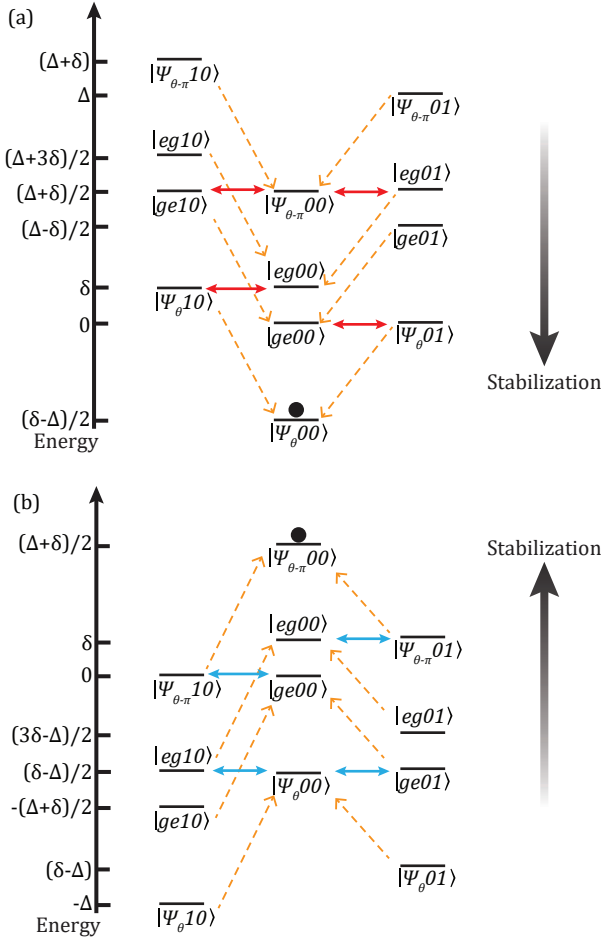 (a)
(Δ+δ)
|Ψθ-π10⟩
Δ
|Ψθ-π01⟩
|eg10⟩
(Δ+3δ)/2
|eg01⟩
(Δ+δ)/2
|ge10⟩
|Ψθ-π00⟩
(Δ-δ)/2
|ge01⟩
|eg00⟩
δ
|Ψθ10⟩
0
|ge00⟩
|Ψθ01⟩
Stabilization
(δ-Δ)/2
Energy
|Ψθ00⟩
(b)
(Δ+δ)/2
|Ψθ-π00⟩
Stabilization
|eg00⟩
δ
|Ψθ-π01⟩
0
|Ψθ-π10⟩
|ge00⟩
|eg01⟩
(3δ-Δ)/2
|eg10⟩
(δ-Δ)/2
|Ψθ00⟩
|ge01⟩
-(Δ+δ)/2
|ge10⟩
(δ-Δ)
|Ψθ01⟩
-Δ
Energy
|Ψθ10⟩